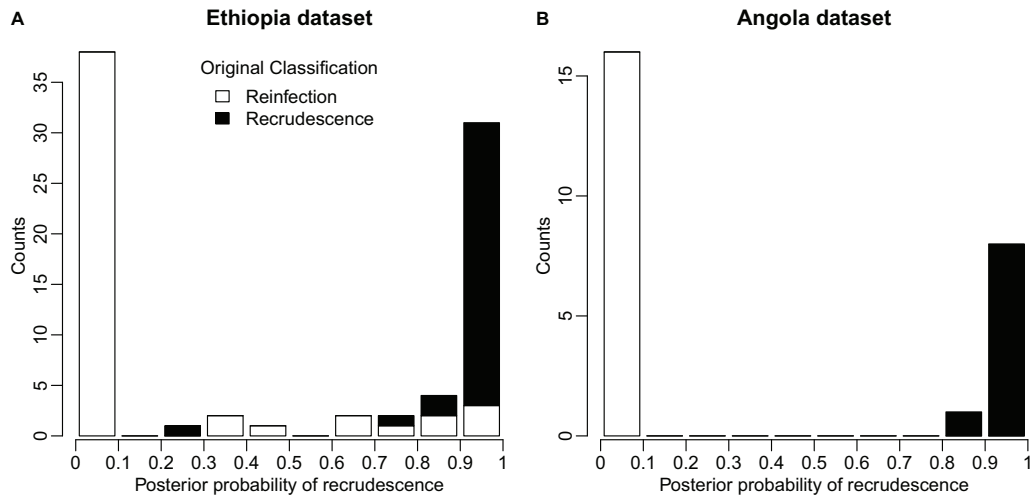 A
Ethiopia dataset
Original Classification
Reinfection
Recrudescence
Counts
0
5
10
15
20
25
30
35
0 0.1 0.2 0.3 0.4 0.5 0.6 0.7 0.8 0.9 1
Posterior probability of recrudescence
B
Angola dataset
Counts
0
5
10
15
0 0.1 0.2 0.3 0.4 0.5 0.6 0.7 0.8 0.9 1
Posterior probability of recrudescence